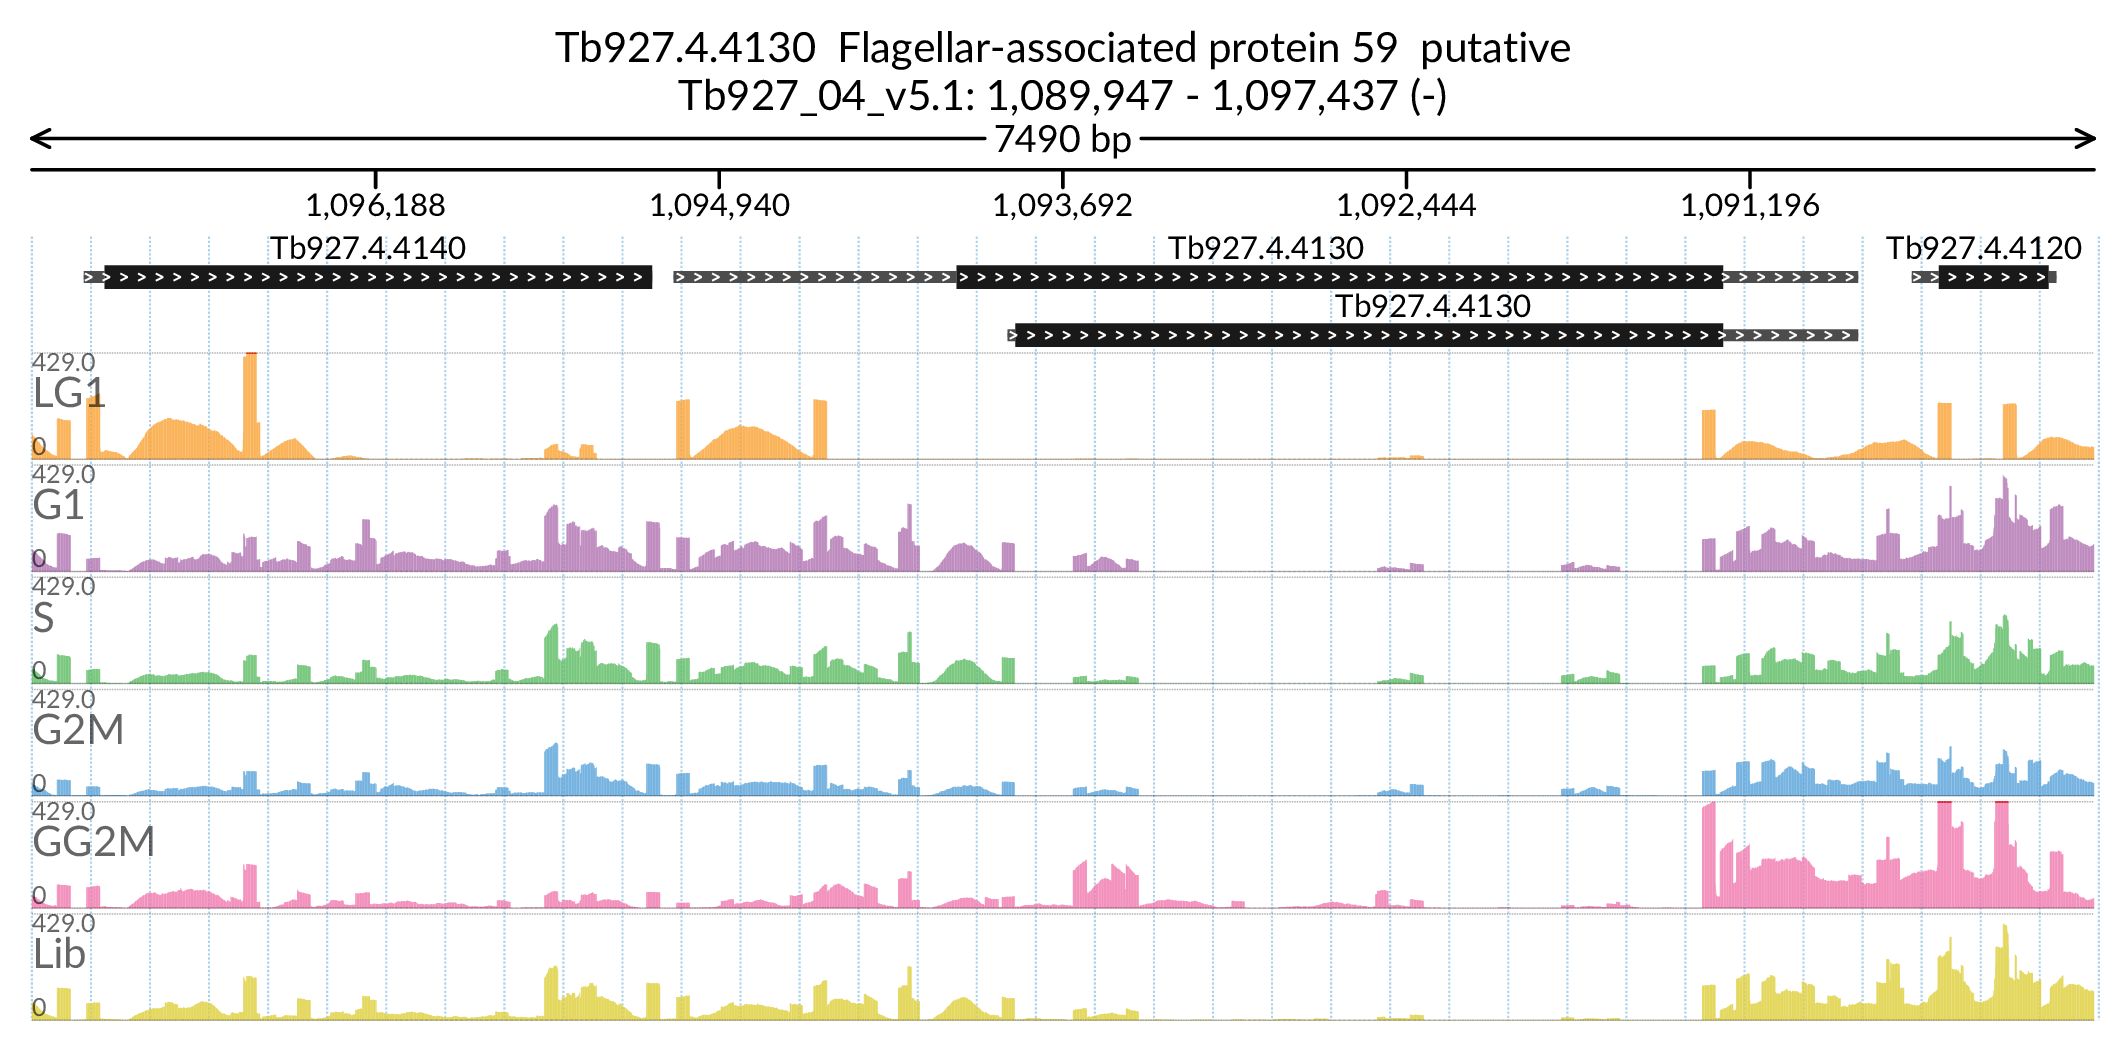 Tb927.4.4130  Flagellar-associated protein 59  putative
Tb927_04_v5.1: 1,089,947 - 1,097,437 (-)
7490 bp
1,096,188 1,094,940 1,093,692 1,092,444 1,091,196
Tb927.4.4140 Tb927.4.4130 Tb927.4.4120
Tb927.4.4130
429.0
LG1
0
429.0
G1
0
429.0
S
0
429.0
G2M
0
429.0
GG2M
0
429.0
Lib
0